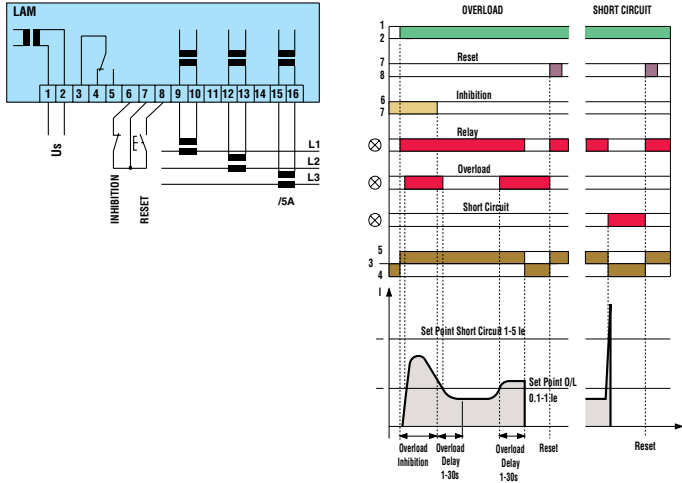 LAM
1 2 3 4 5 6 7 8 9 10 11 12 13 14 15 16
Us
INHIBITION
RESET
L1
L2
L3
/5A
OVERLOAD
SHORT CIRCUIT
1
2
Reset
7
8
Inhibition
6
7
Relay
Overload
Short Circuit
5
3
4
I
Set Point Short Circuit 1-5 Ie
Set Point O/L
0.1-1 Ie
Overload
Inhibition
Overload
Delay
1-30s
Overload
Delay
1-30s
Reset
Reset